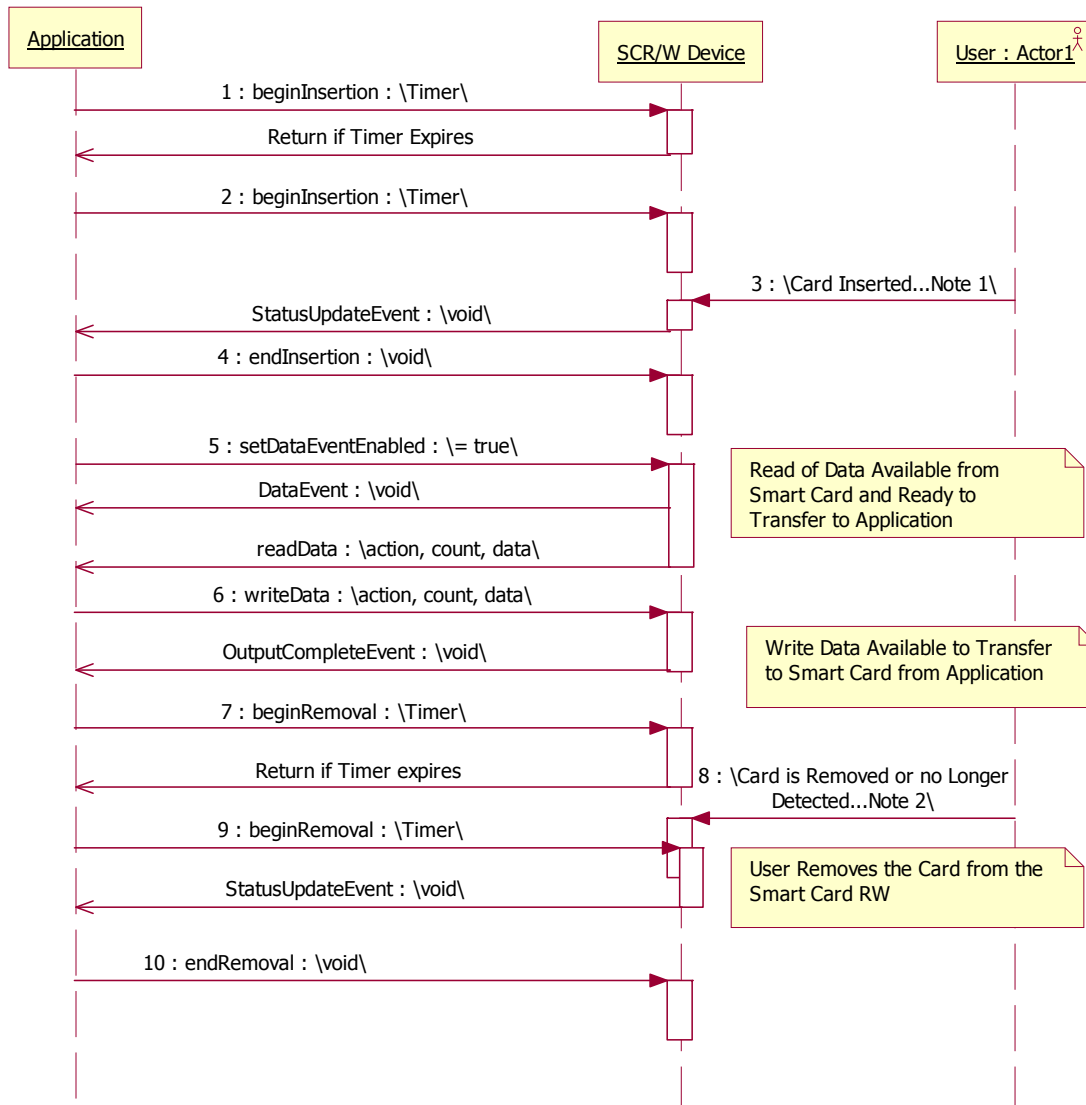 Application
SCR/W Device
User : Actor1
1 : beginInsertion : \Timer\
Return if Timer Expires
2 : beginInsertion : \Timer\
3 : \Card Inserted...Note 1\
StatusUpdateEvent : \void\
4 : endInsertion : \void\
5 : setDataEventEnabled : \= true\
Read of Data Available from
Smart Card and Ready to
Transfer to Application
DataEvent : \void\
readData : \action, count, data\
6 : writeData : \action, count, data\
Write Data Available to Transfer
to Smart Card from Application
OutputCompleteEvent : \void\
7 : beginRemoval : \Timer\
Return if Timer expires
8 : \Card is Removed or no Longer
Detected...Note 2\
9 : beginRemoval : \Timer\
User Removes the Card from the
Smart Card RW
StatusUpdateEvent : \void\
10 : endRemoval : \void\